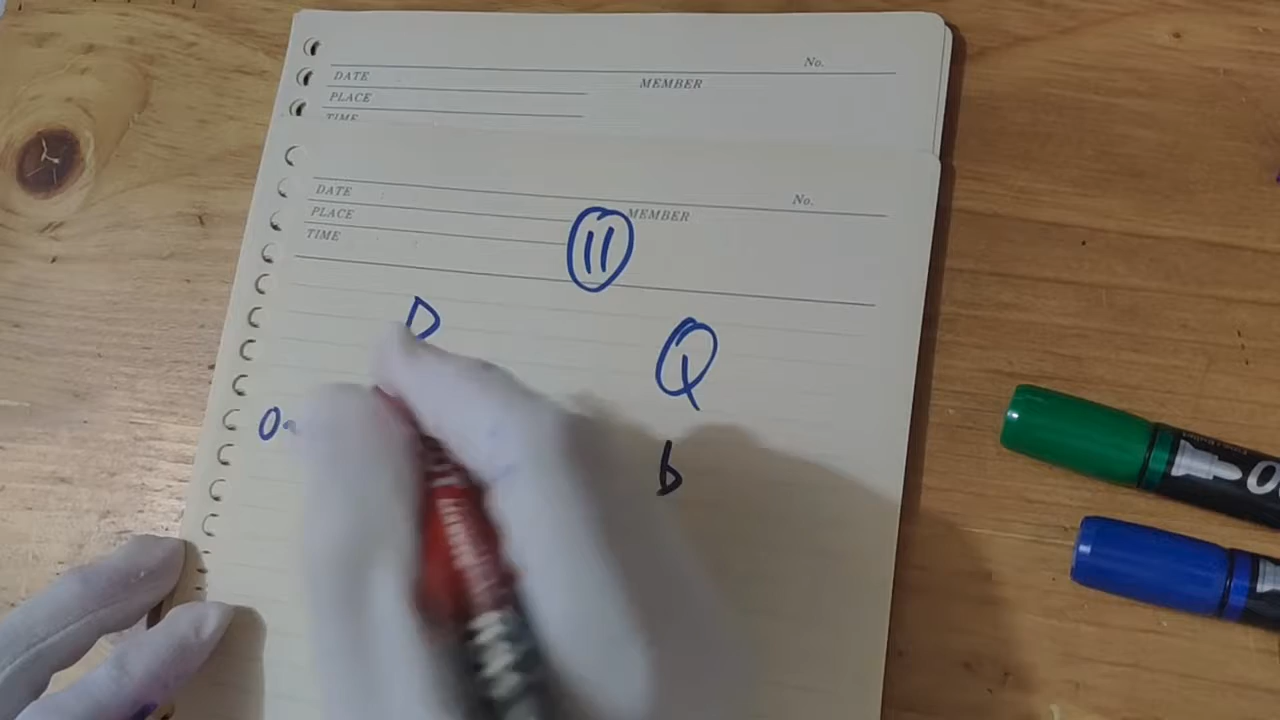 No.
DATE MEMBER
PLACE
TIME
No.
DATE
PLACE MEMBER
TIME
11
Q
b